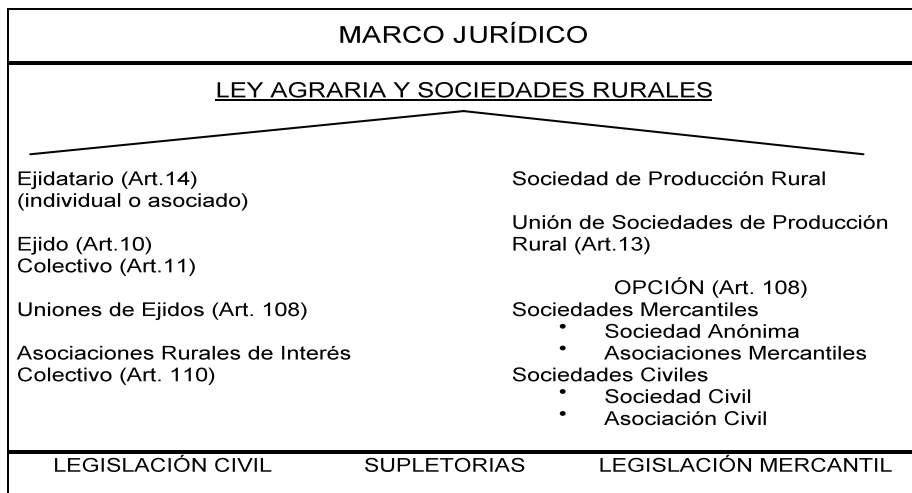 MARCO JURÍDICO
LEY AGRARIA Y SOCIEDADES RURALES
Ejidatario (Art.14)
(individual o asociado)
Ejido (Art.10)
Colectivo (Art.11)
Uniones de Ejidos (Art. 108)
Asociaciones Rurales de Interés
Colectivo (Art. 110)
Sociedad de Producción Rural
Unión de Sociedades de Producción
Rural (Art.13)
OPCIÓN (Art. 108)
Sociedades Mercantiles
• Sociedad Anónima
• Asociaciones Mercantiles
Sociedades Civiles
• Sociedad Civil
• Asociación Civil
LEGISLACIÓN CIVIL SUPLETORIAS LEGISLACIÓN MERCANTIL